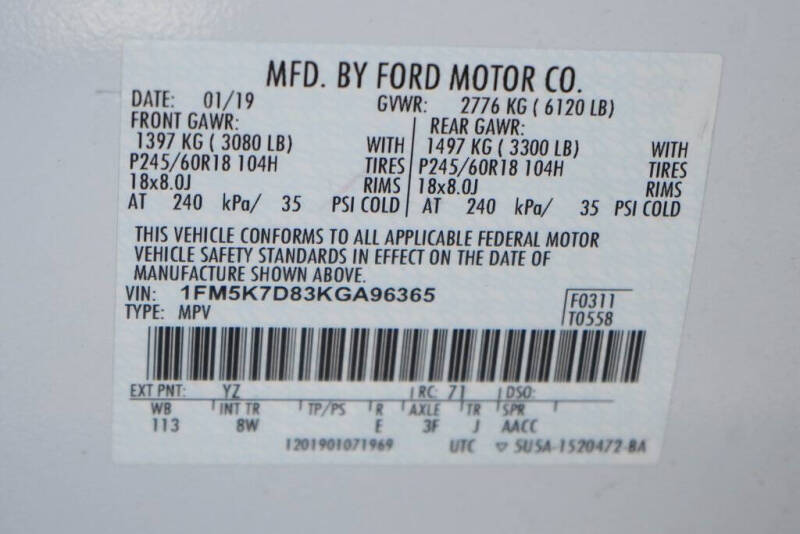 MFD. BY FORD MOTOR CO.
DATE: 01/19 GVWR: 2776 KG ( 6120 LB)
FRONT GAWR: REAR GAWR:
1397 KG ( 3080 LB) WITH 1497 KG ( 3300 LB) WITH
P245/60R18 104H TIRES P245/60R18 104H TIRES
18x8.0J RIMS 18x8.0J RIMS
AT 240 kPa/ 35 PSI COLD AT 240 kPa/ 35 PSI COLD
THIS VEHICLE CONFORMS TO ALL APPLICABLE FEDERAL MOTOR
VEHICLE SAFETY STANDARDS IN EFFECT ON THE DATE OF
MANUFACTURE SHOWN ABOVE.
VIN: 1FM5K7D83KGA96365 F0311
TYPE: MPV T0558
EXT PNT: YZ RC: 71 DSO:
WB INT TR TP/PS R AXLE TR SPR
113 8W E 3F J AACC
1201901071969 UTC ▽ 5USA-1520472-BA